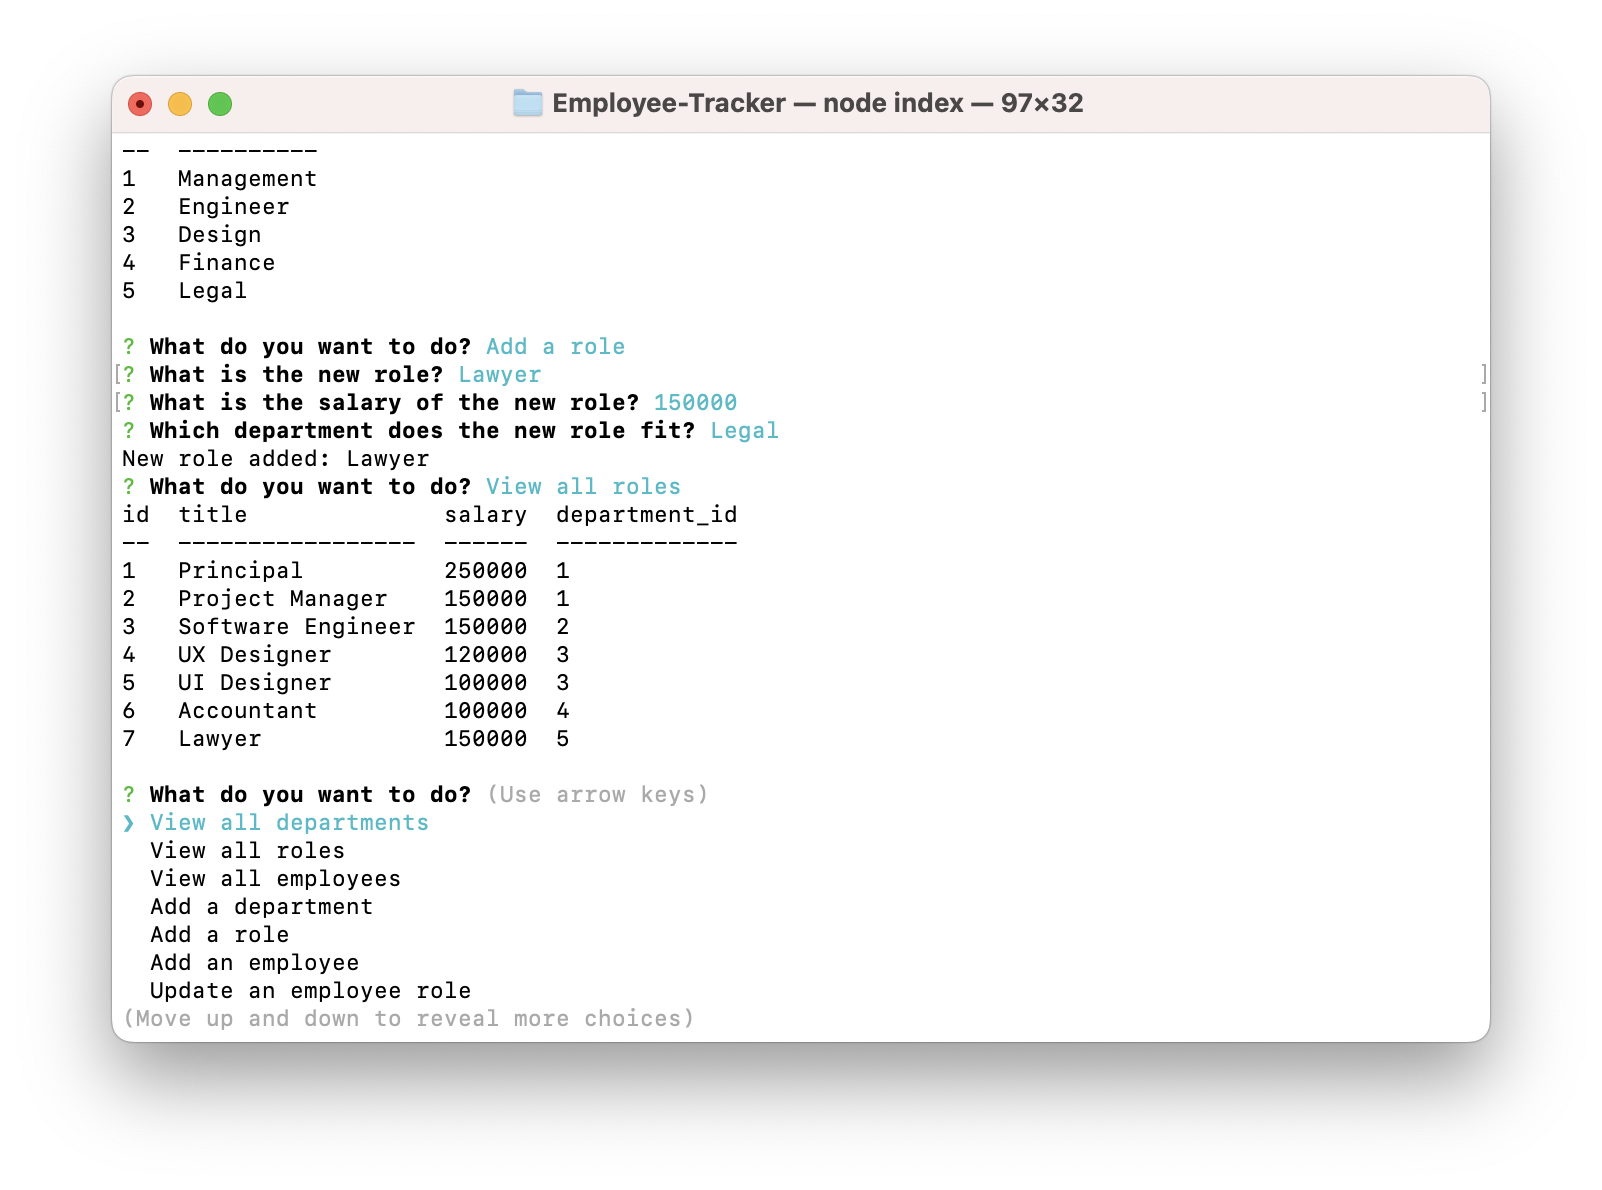 Employee-Tracker — node index — 97×32
--  ----------
1   Management
2   Engineer
3   Design
4   Finance
5   Legal
? What do you want to do? Add a role
[? What is the new role? Lawyer ]
[? What is the salary of the new role? 150000 ]
? Which department does the new role fit? Legal
New role added: Lawyer
? What do you want to do? View all roles
id  title              salary  department_id
--  -----------------  ------  -------------
1   Principal          250000  1
2   Project Manager    150000  1
3   Software Engineer  150000  2
4   UX Designer        120000  3
5   UI Designer        100000  3
6   Accountant         100000  4
7   Lawyer             150000  5
? What do you want to do? (Use arrow keys)
❯ View all departments
  View all roles
  View all employees
  Add a department
  Add a role
  Add an employee
  Update an employee role
(Move up and down to reveal more choices)